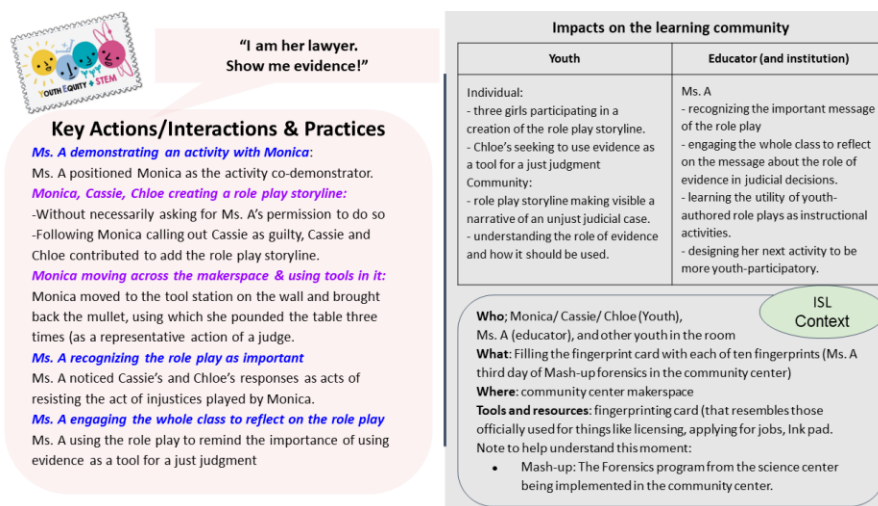 YOUTH EQUITY + STEM
“I am her lawyer.
Show me evidence!”
Key Actions/Interactions & Practices
Ms. A demonstrating an activity with Monica:
Ms. A positioned Monica as the activity co-demonstrator.
Monica, Cassie, Chloe creating a role play storyline:
-Without necessarily asking for Ms. A’s permission to do so
-Following Monica calling out Cassie as guilty, Cassie and
Chloe contributed to add the role play storyline.
Monica moving across the makerspace & using tools in it:
Monica moved to the tool station on the wall and brought
back the mullet, using which she pounded the table three
times (as a representative action of a judge.
Ms. A recognizing the role play as important
Ms. A noticed Cassie’s and Chloe’s responses as acts of
resisting the act of injustices played by Monica.
Ms. A engaging the whole class to reflect on the role play
Ms. A using the role play to remind the importance of using
evidence as a tool for a just judgment
Impacts on the learning community
Youth
Individual:
- three girls participating in a
creation of the role play storyline.
- Chloe’s seeking to use evidence as
a tool for a just judgment
Community:
- role play storyline making visible a
narrative of an unjust judicial case.
- understanding the role of evidence
and how it should be used.
Educator (and institution)
Ms. A
- recognizing the important message
of the role play
- engaging the whole class to reflect
on the message about the role of
evidence in judicial decisions.
- learning the utility of youth-
authored role plays as instructional
activities.
- designing her next activity to be
more youth-participatory.
ISL
Context
Who; Monica/ Cassie/ Chloe (Youth),
Ms. A (educator), and other youth in the room
What: Filling the fingerprint card with each of ten fingerprints (Ms. A
third day of Mash-up forensics in the community center)
Where: community center makerspace
Tools and resources: fingerprinting card (that resembles those
officially used for things like licensing, applying for jobs, Ink pad.
Note to help understand this moment:
• Mash-up: The Forensics program from the science center
being implemented in the community center.